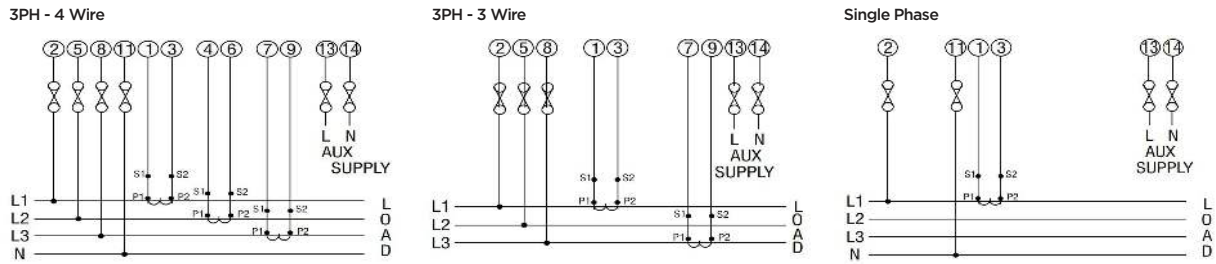 3PH - 4 Wire
2 5 8 11 1 3 4 6 7 9 13 14
L N
AUX
SUPPLY
S1 S2
S1 S2
S1 S2
L1 P1 P2 L
L2 P1 P2 O
L3 P1 P2 A
N D
3PH - 3 Wire
2 5 8 1 3 7 9 13 14
L N
AUX
SUPPLY
S1 S2
L1 P1 P2 L
S1 S2 O
L2 A
L3 P1 P2 D
Single Phase
2 11 1 3 13 14
L N
AUX
SUPPLY
S1 S2
L1 P1 P2 L
L2 O
L3 A
N D